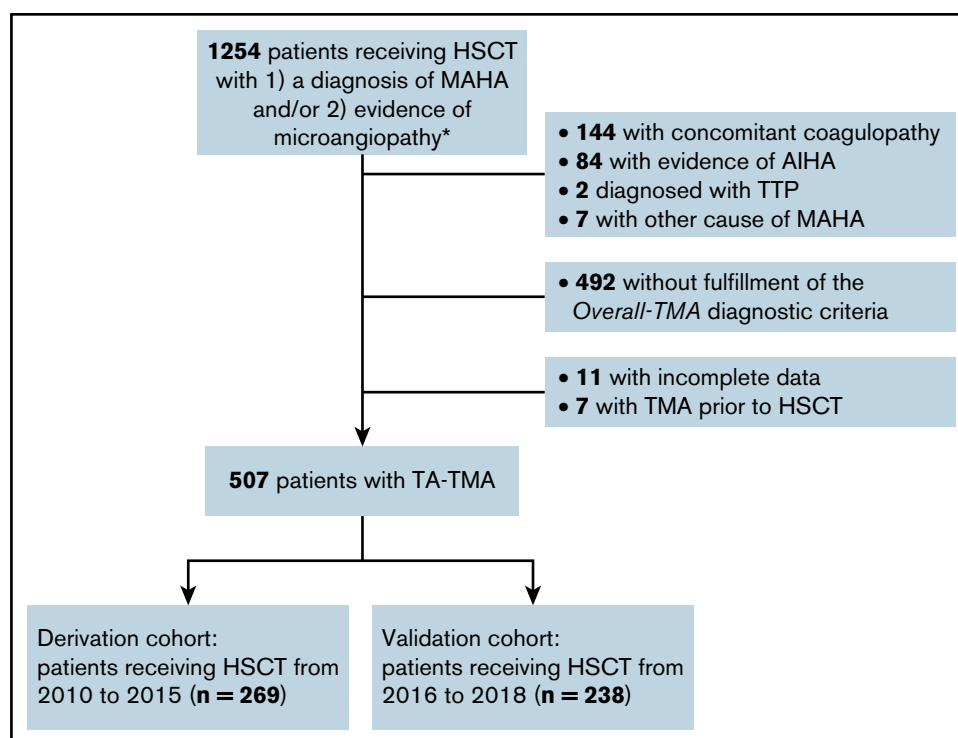 1254 patients receiving HSCT
with 1) a diagnosis of MAHA
and/or 2) evidence of
microangiopathy*
• 144 with concomitant coagulopathy
• 84 with evidence of AIHA
• 2 diagnosed with TTP
• 7 with other cause of MAHA
• 492 without fulfillment of the
Overall-TMA diagnostic criteria
• 11 with incomplete data
• 7 with TMA prior to HSCT
507 patients with TA-TMA
Derivation cohort:
patients receiving HSCT from
2010 to 2015 (n = 269)
Validation cohort:
patients receiving HSCT from
2016 to 2018 (n = 238)